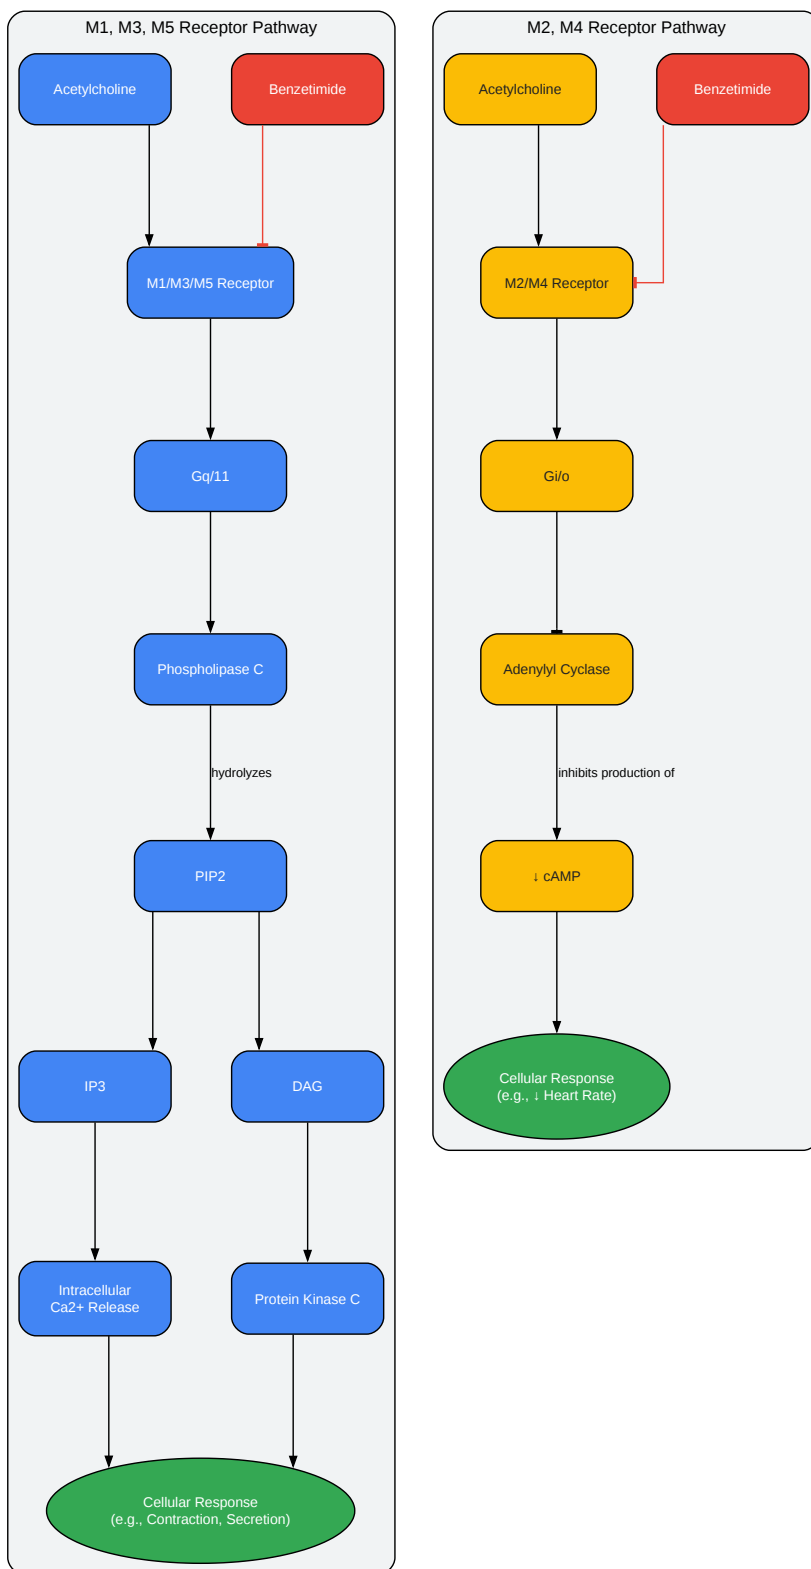 M1, M3, M5 Receptor Pathway
Acetylcholine
Benzetimide
M1/M3/M5 Receptor
Gq/11
Phospholipase C
hydrolyzes
PIP2
IP3
DAG
Intracellular
Ca2+ Release
Protein Kinase C
Cellular Response
(e.g., Contraction, Secretion)
M2, M4 Receptor Pathway
Acetylcholine
Benzetimide
M2/M4 Receptor
Gi/o
Adenylyl Cyclase
inhibits production of
↓ cAMP
Cellular Response
(e.g., ↓ Heart Rate)